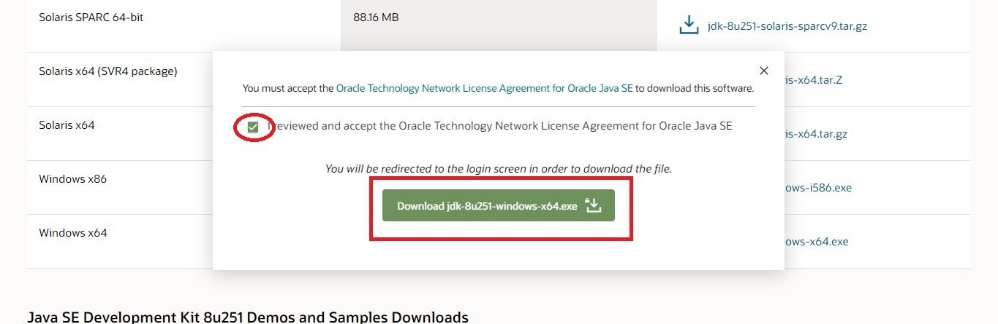 Solaris SPARC 64-bit 88.16 MB jdk-8u251-solaris-sparcv9.tar.gz
Solaris x64 (SVR4 package) is-x64.tar.Z
You must accept the Oracle Technology Network License Agreement for Oracle Java SE to download this software.
Solaris x64 is-x64.tar.gz
reviewed and accept the Oracle Technology Network License Agreement for Oracle Java SE
You will be redirected to the login screen in order to download the file.
Windows x86 ows-i586.exe
Download jdk-8u251-windows-x64.exe
Windows x64 ows-x64.exe
Java SE Development Kit 8u251 Demos and Samples Downloads